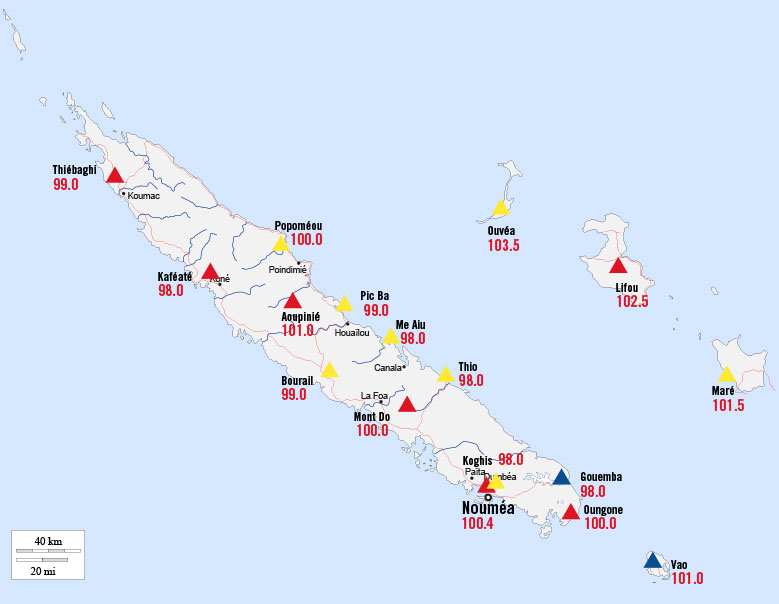 Thiébaghi
99.0
Koumac
Popoméou
100.0
Ouvéa
103.5
Poindimié
Kaféaté
98.0
Koné
Lifou
102.5
Pic Ba
99.0
Aoupinié
101.0
Me Aiu
98.0
Houaïlou
Canala
Thio
98.0
Bourail
99.0
Maré
101.5
La Foa
Mont Do
100.0
Koghis 98.0
Païta
Dumbéa
Gouemba
98.0
Nouméa
100.4
Oungone
100.0
Vao
101.0
40 km
20 mi